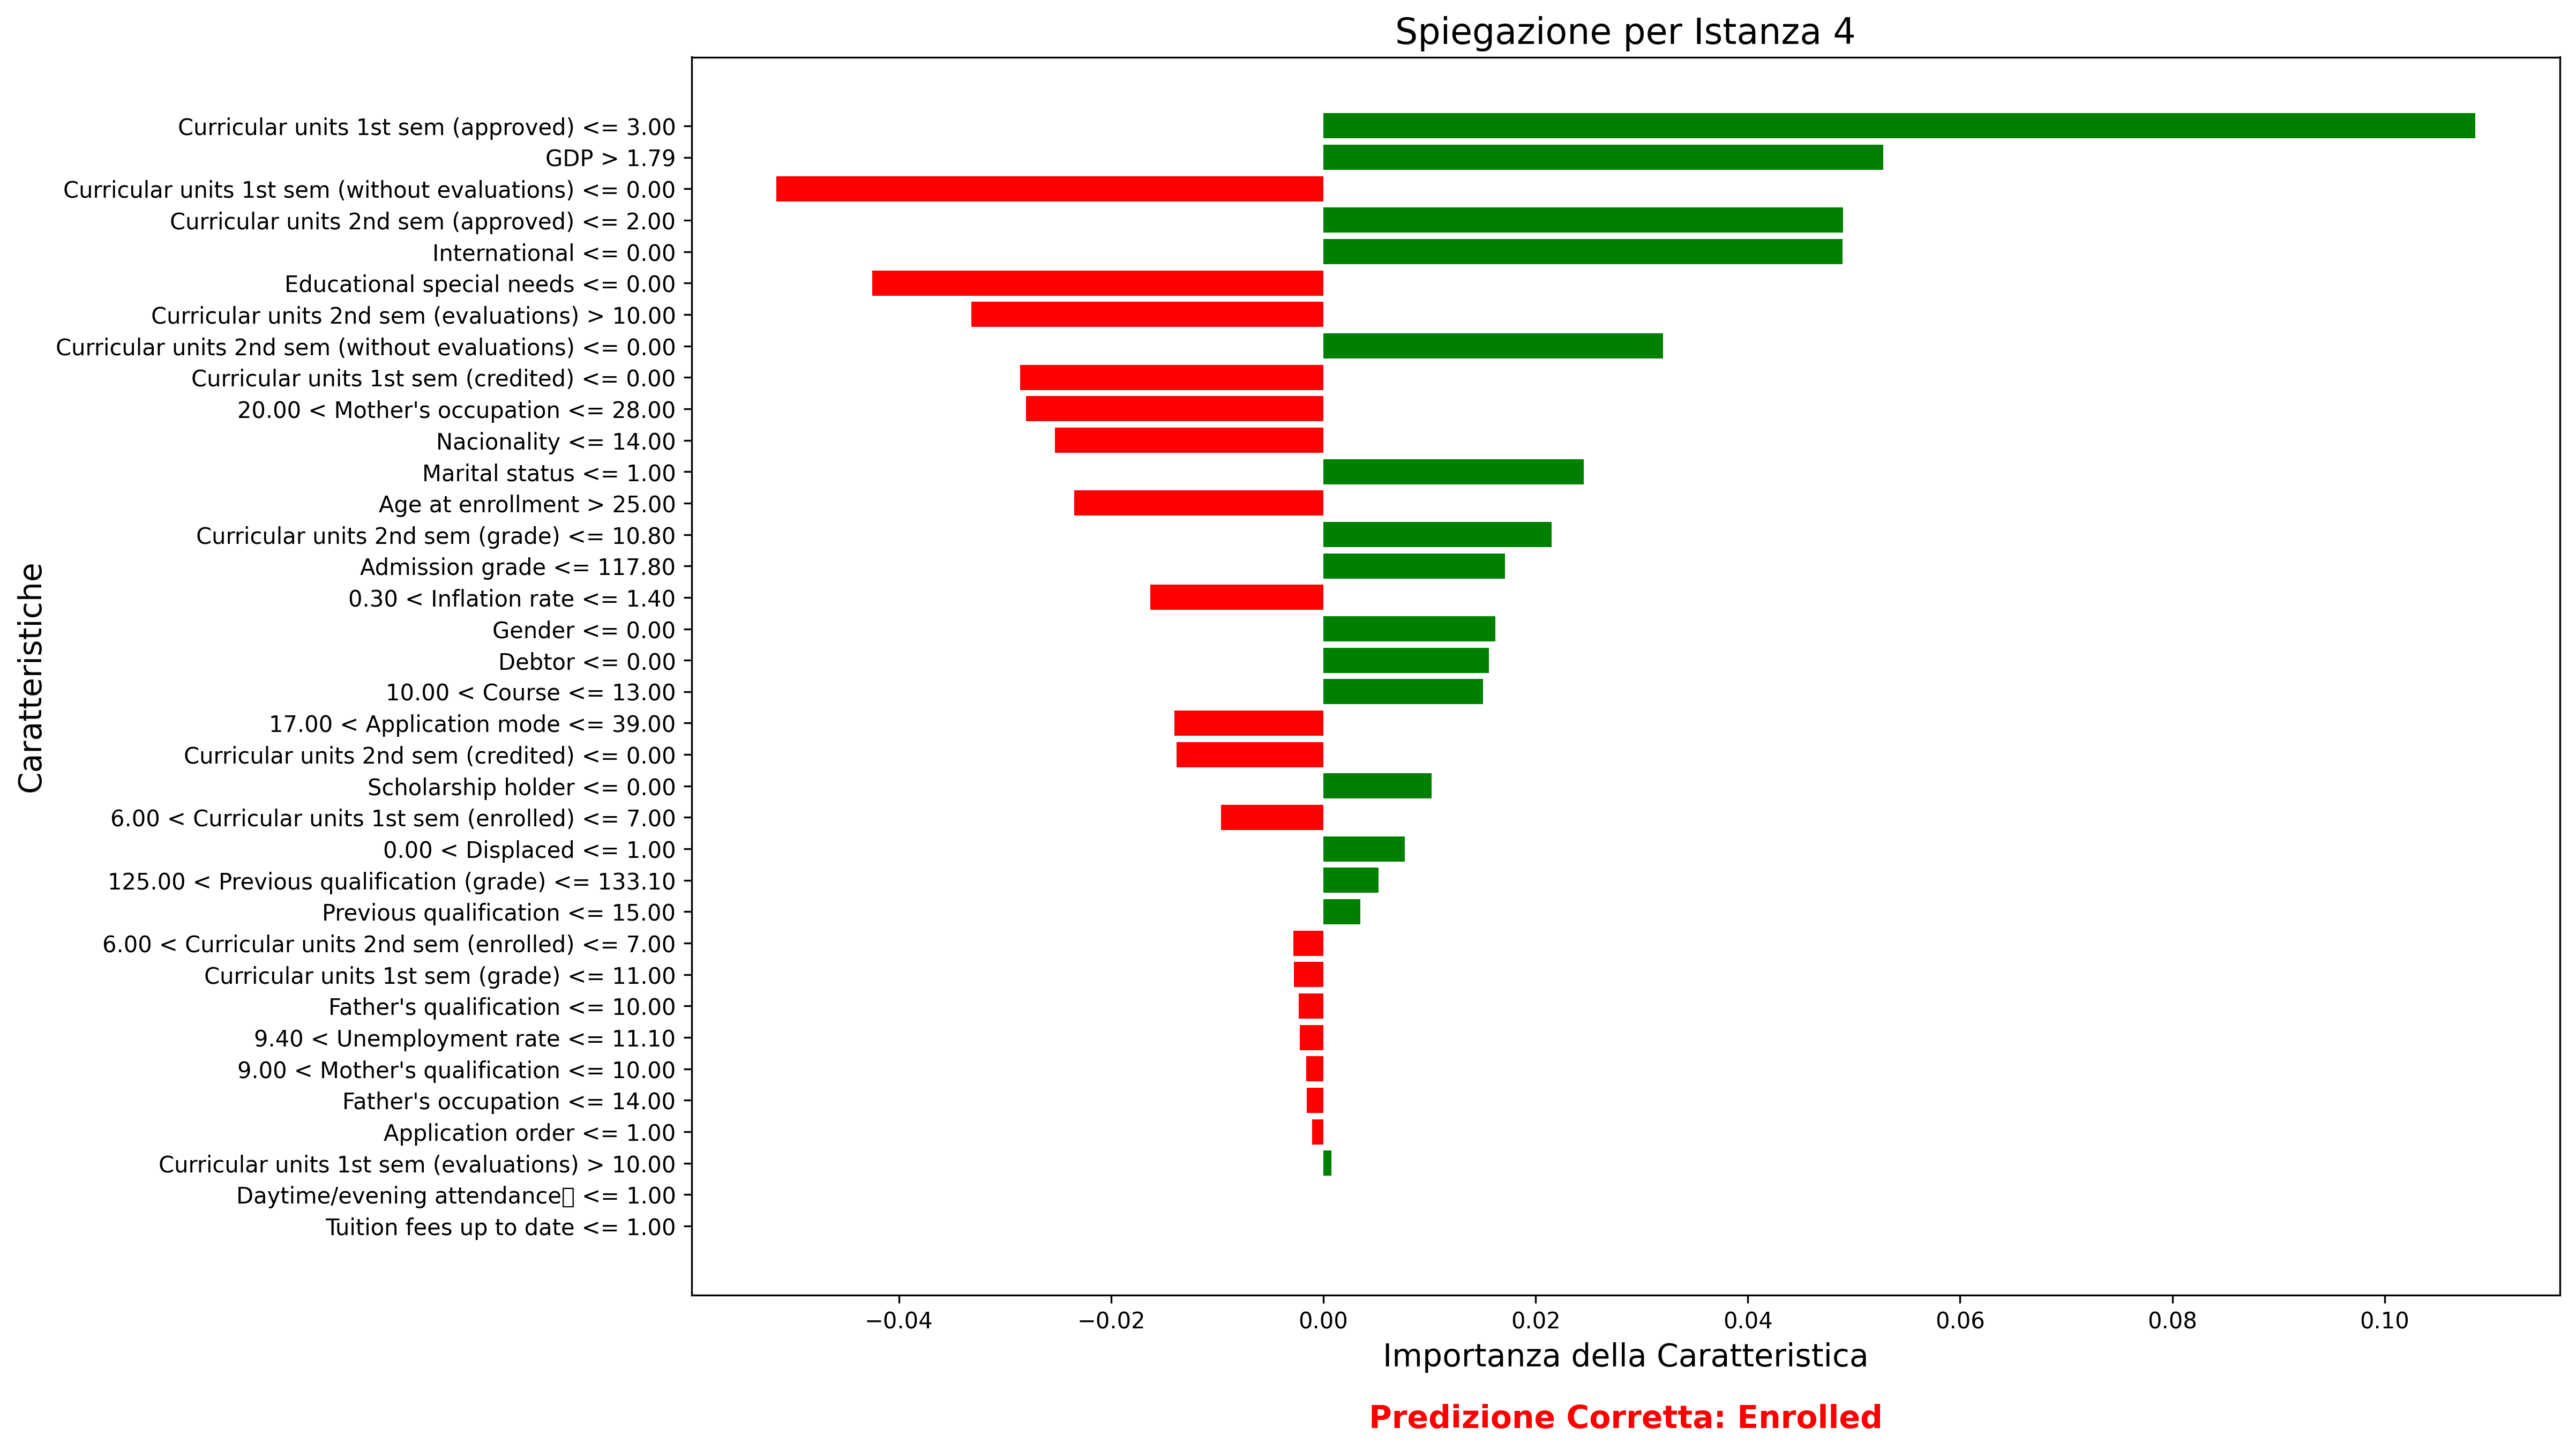 Spiegazione per Istanza 4
Curricular units 1st sem (approved) <= 3.00
GDP > 1.79
Curricular units 1st sem (without evaluations) <= 0.00
Curricular units 2nd sem (approved) <= 2.00
International <= 0.00
Educational special needs <= 0.00
Curricular units 2nd sem (evaluations) > 10.00
Curricular units 2nd sem (without evaluations) <= 0.00
Curricular units 1st sem (credited) <= 0.00
20.00 < Mother's occupation <= 28.00
Nacionality <= 14.00
Marital status <= 1.00
Age at enrollment > 25.00
Curricular units 2nd sem (grade) <= 10.80
Admission grade <= 117.80
0.30 < Inflation rate <= 1.40
Gender <= 0.00
Debtor <= 0.00
10.00 < Course <= 13.00
17.00 < Application mode <= 39.00
Curricular units 2nd sem (credited) <= 0.00
Scholarship holder <= 0.00
6.00 < Curricular units 1st sem (enrolled) <= 7.00
0.00 < Displaced <= 1.00
125.00 < Previous qualification (grade) <= 133.10
Previous qualification <= 15.00
6.00 < Curricular units 2nd sem (enrolled) <= 7.00
Curricular units 1st sem (grade) <= 11.00
Father's qualification <= 10.00
9.40 < Unemployment rate <= 11.10
9.00 < Mother's qualification <= 10.00
Father's occupation <= 14.00
Application order <= 1.00
Curricular units 1st sem (evaluations) > 10.00
Daytime/evening attendance▯ <= 1.00
Tuition fees up to date <= 1.00
Caratteristiche
−0.04 −0.02 0.00 0.02 0.04 0.06 0.08 0.10
Importanza della Caratteristica
Predizione Corretta: Enrolled